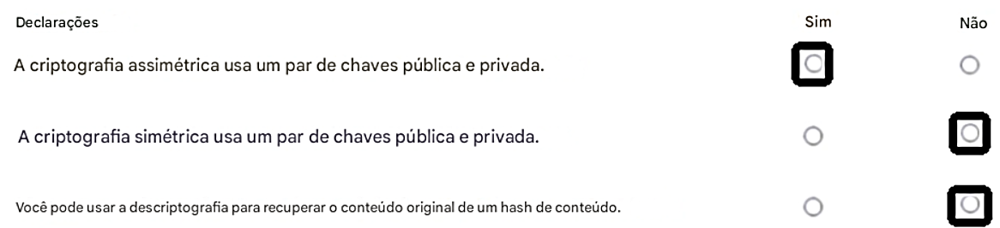 Declarações Sim Não
A criptografia assimétrica usa um par de chaves pública e privada.
A criptografia simétrica usa um par de chaves pública e privada.
Você pode usar a descriptografia para recuperar o conteúdo original de um hash de conteúdo.